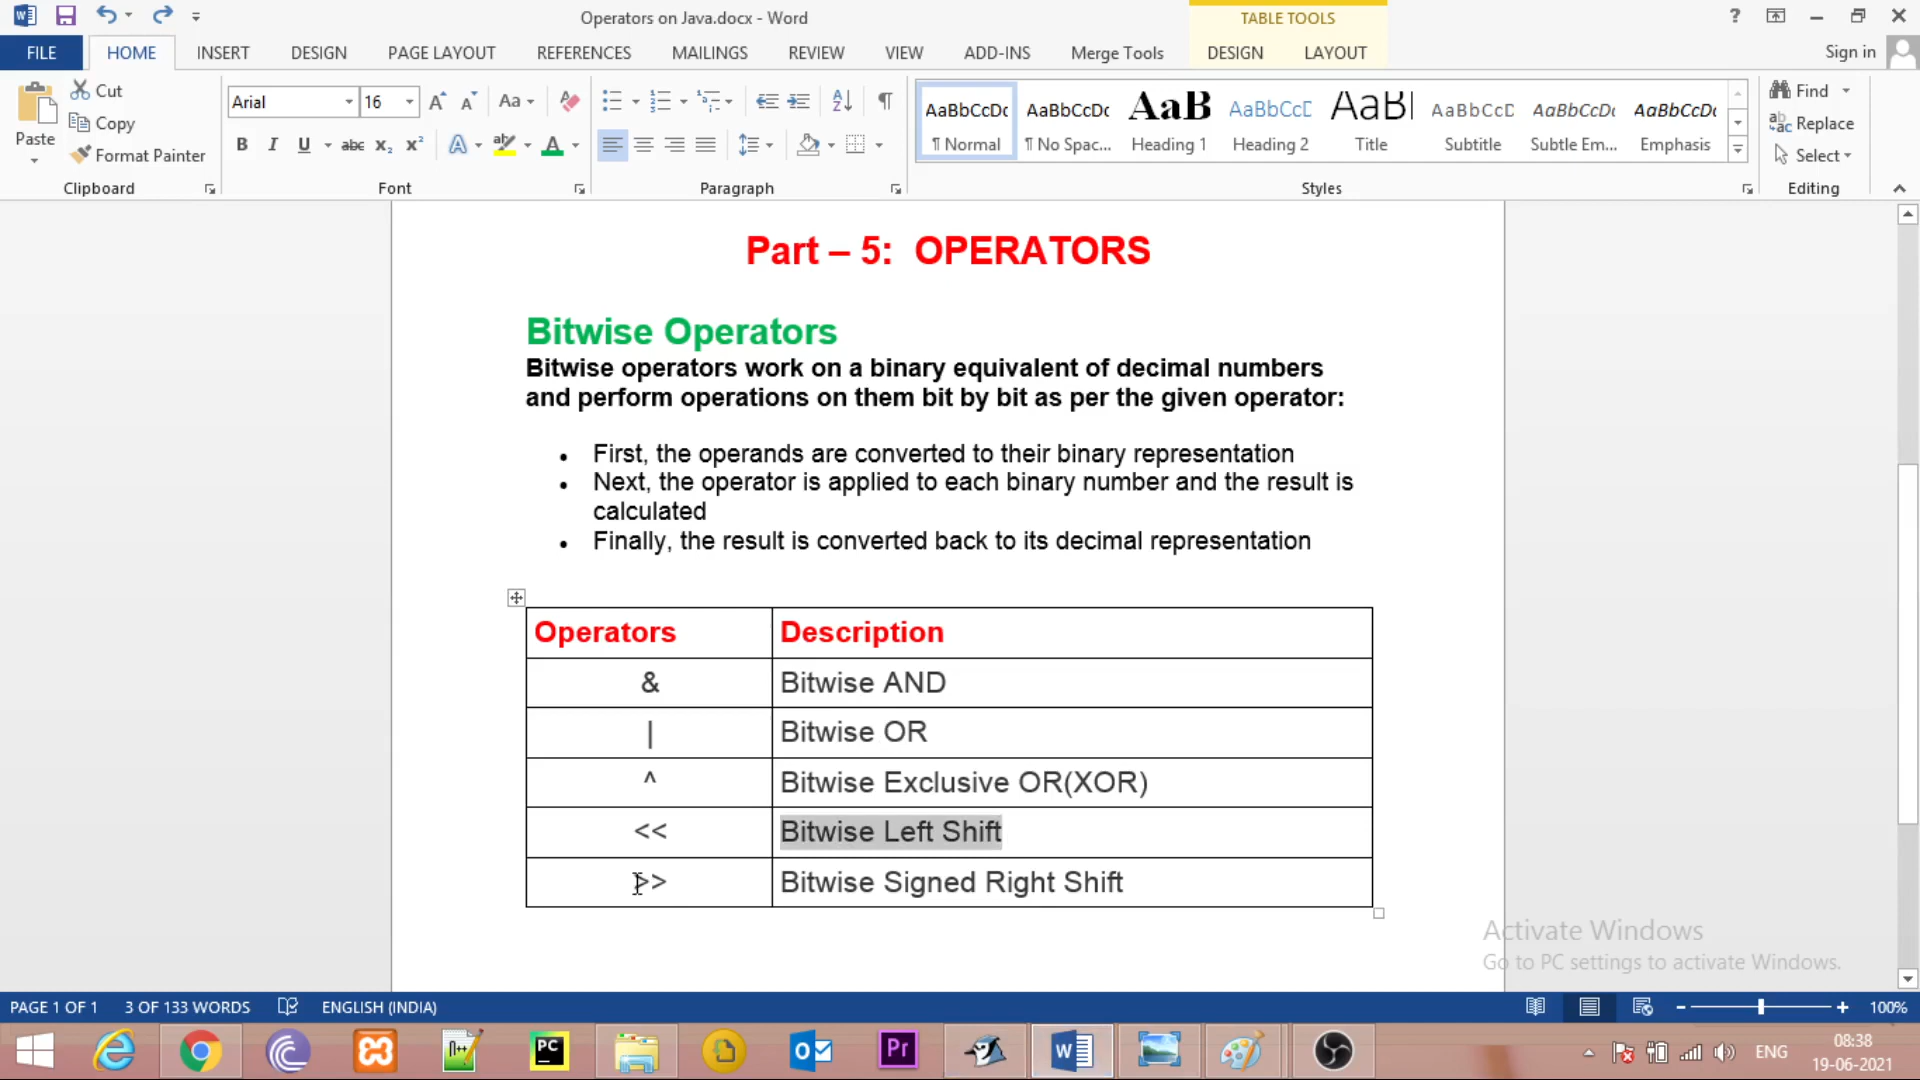 Operators on Java.docx - Word
TABLE TOOLS
?
FILE HOME INSERT DESIGN PAGE LAYOUT REFERENCES MAILINGS REVIEW VIEW ADD-INS Merge Tools DESIGN LAYOUT Sign in
Paste
Cut
Copy
Format Painter
Clipboard
Arial 16 Aa
B I U abc x₂ x² A ab A
Font
Paragraph
AaBbCcDc AaBbCcDc AaB AaBbCcD AaB AaBbCcD AaBbCcDc AaBbCcDc
¶ Normal ¶ No Spac... Heading 1 Heading 2 Title Subtitle Subtle Em... Emphasis
Styles
Find
Replace
Select
Editing
Part – 5: OPERATORS
Bitwise Operators
Bitwise operators work on a binary equivalent of decimal numbers
and perform operations on them bit by bit as per the given operator:
• First, the operands are converted to their binary representation
• Next, the operator is applied to each binary number and the result is
calculated
• Finally, the result is converted back to its decimal representation
Operators Description
& Bitwise AND
| Bitwise OR
^ Bitwise Exclusive OR(XOR)
<< Bitwise Left Shift
>> Bitwise Signed Right Shift
Activate Windows
Go to PC settings to activate Windows.
PAGE 1 OF 1 3 OF 133 WORDS ENGLISH (INDIA) 100%
PC Pr ENG
08:38
19-06-2021